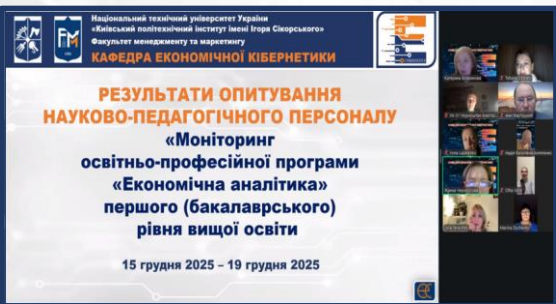 Національний технічний університет України
«Київський політехнічний інститут імені Ігоря Сікорського»
Факультет менеджменту та маркетингу
КАФЕДРА ЕКОНОМІЧНОЇ КІБЕРНЕТИКИ
РЕЗУЛЬТАТИ ОПИТУВАННЯ
НАУКОВО-ПЕДАГОГІЧНОГО ПЕРСОНАЛУ
«Моніторинг
освітньо-професійної програми
«Економічна аналітика»
першого (бакалаврського)
рівня вищої освіти
15 грудня 2025 – 19 грудня 2025